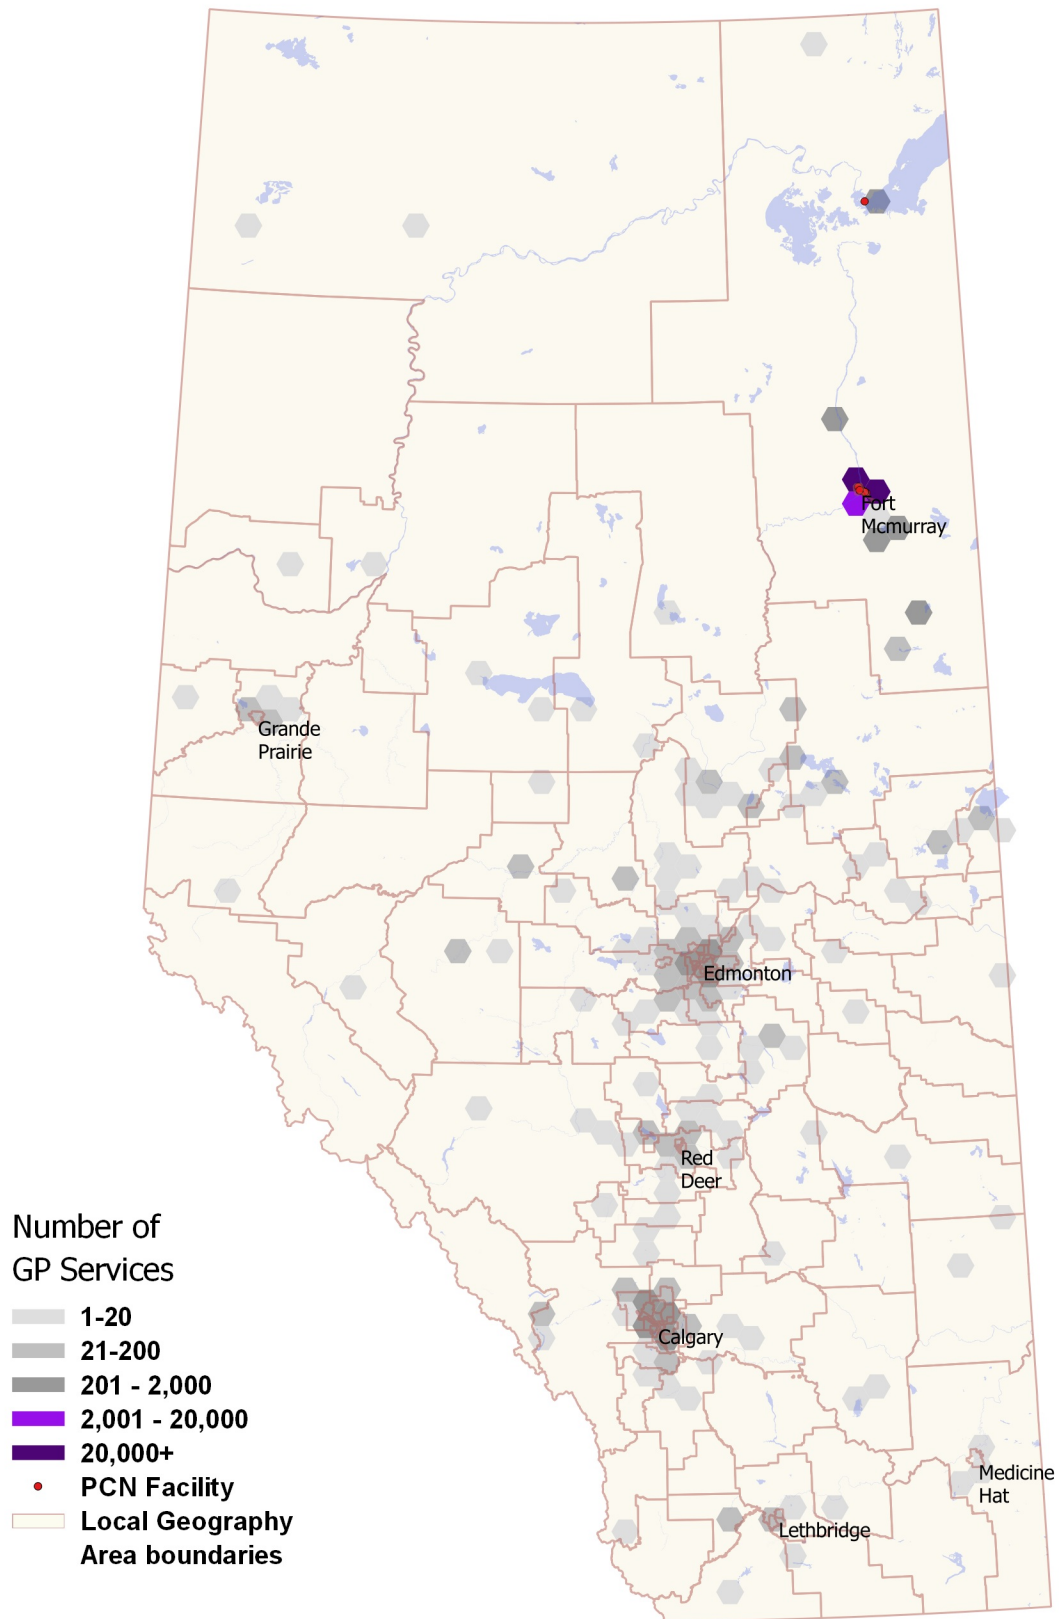 Fort
Mcmurray
Grande
Prairie
Edmonton
Red
Deer
Number of
GP Services
1-20
21-200
201 - 2,000
2,001 - 20,000
20,000+
PCN Facility
Local Geography
Area boundaries
Calgary
Medicine
Hat
Lethbridge